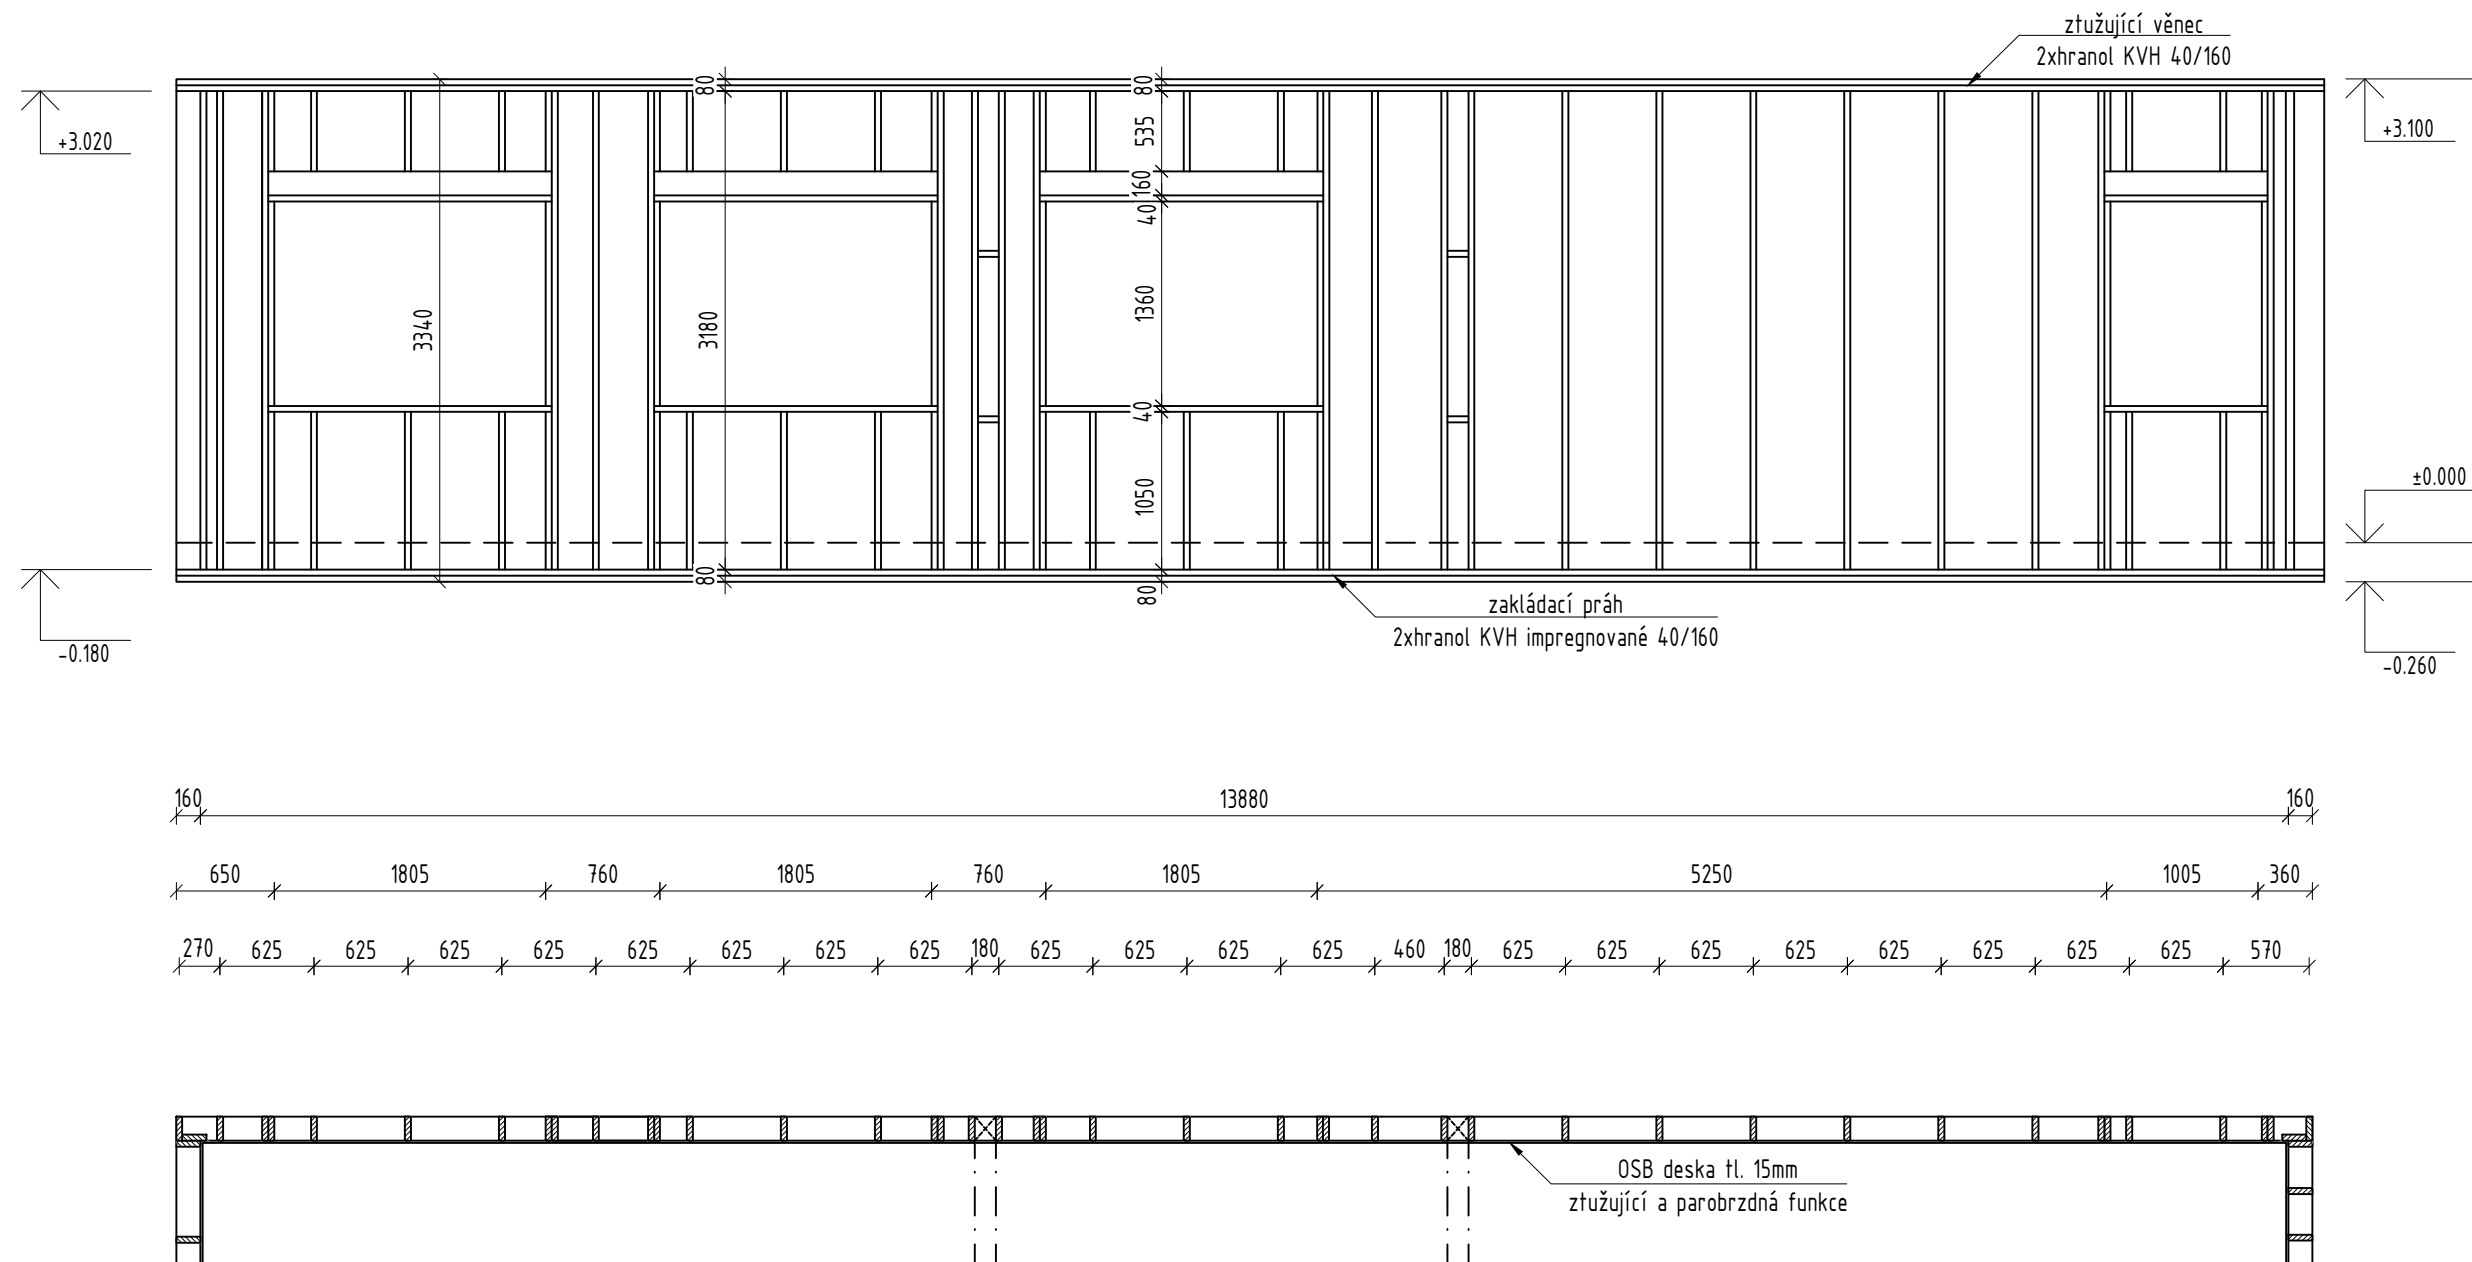 ztužující věnec
2xhranol KVH 40/160
+3.020
+3.100
80
80
535
160
40
3340
3180
1360
40
1050
±0.000
80
80
zakládací práh
2xhranol KVH impregnované 40/160
-0.180
-0.260
160 13880 160
650 1805 760 1805 760 1805 5250 1005 360
270 625 625 625 625 625 625 625 625 180 625 625 625 625 460 180 625 625 625 625 625 625 625 625 570
OSB deska tl. 15mm
ztužující a parobrzdná funkce